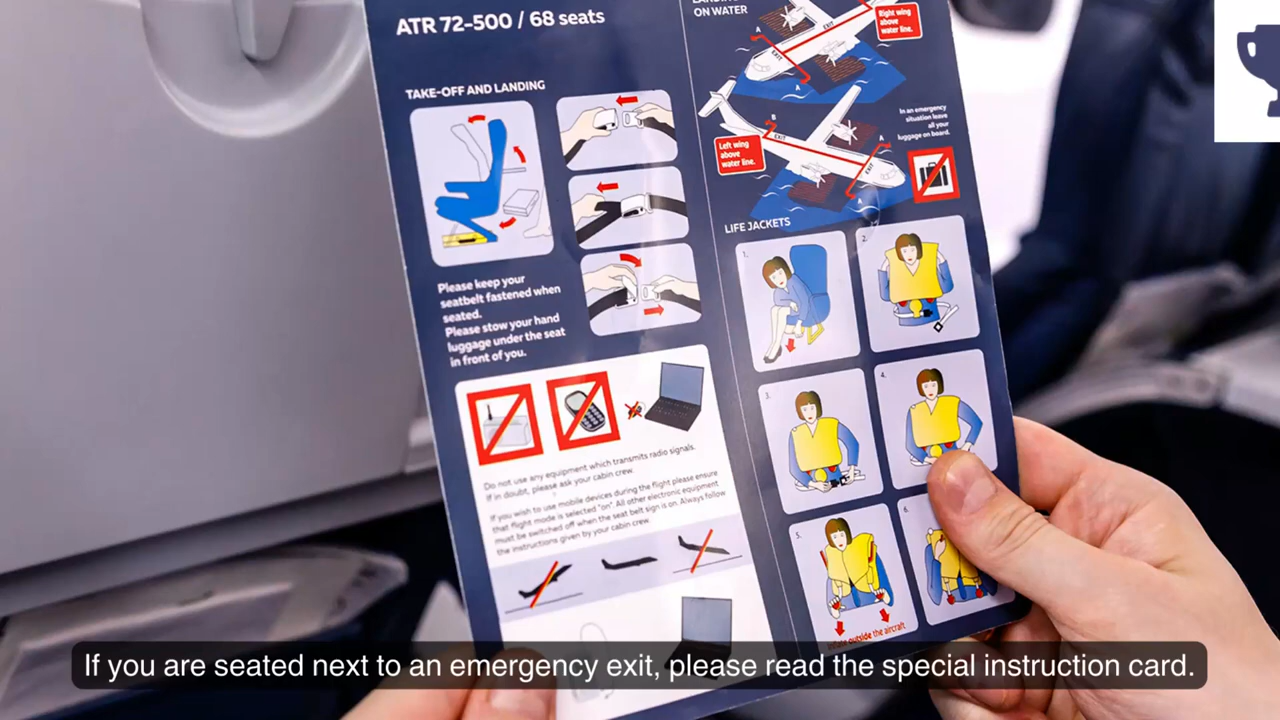 ATR 72-500 / 68 seats
TAKE-OFF AND LANDING
Please keep your
seatbelt fastened when
seated.
Please stow your hand
luggage under the seat
in front of you.
Do not use any equipment which transmits radio signals.
If in doubt, please ask your cabin crew.
If you wish to use mobile devices during the flight please ensure
that flight mode is selected "on". All other electronic equipment
must be switched off when the seat belt sign is on. Always follow
the instructions given by your cabin crew.
ON WATER
Right wing
above
water line.
A
EXIT
EXIT
A
B
EXIT
A
EXIT
A
Left wing
above
water line.
In an emergency
situation leave
all your
luggage on board.
LIFE JACKETS
1.
2.
3.
4.
5.
6.
Inflate outside the aircraft
If you are seated next to an emergency exit, please read the special instruction card.